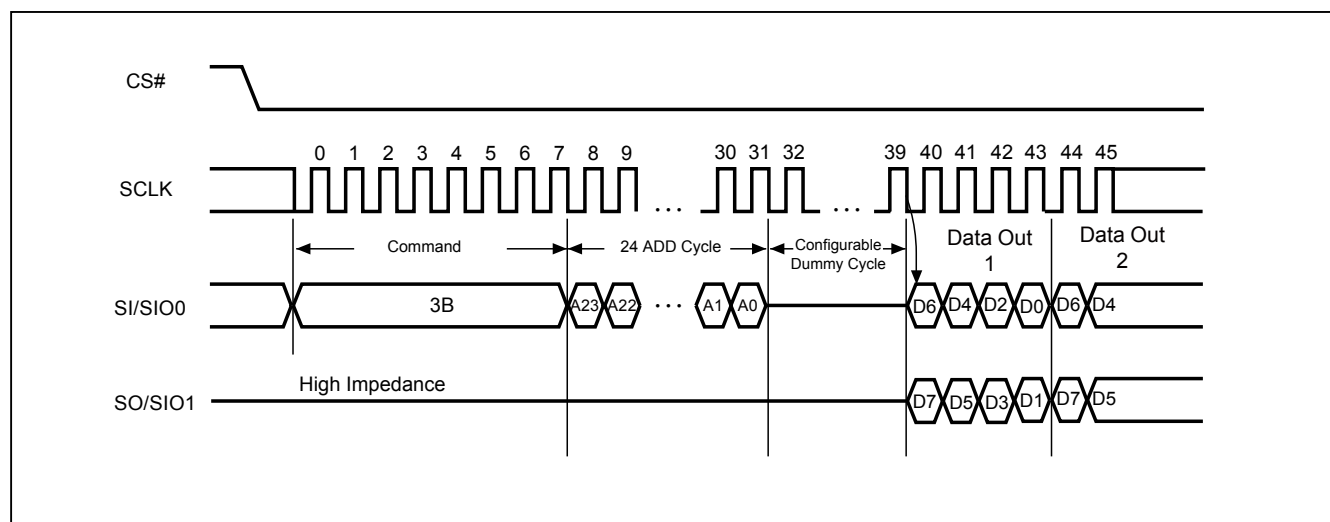 CS#
0 1 2 3 4 5 6 7 8 9 30 31 32 39 40 41 42 43 44 45
SCLK
... ...
Command 24 ADD Cycle Configurable Dummy Cycle Data Out 1 Data Out 2
SI/SIO0 3B A23 A22 ... A1 A0 D6 D4 D2 D0 D6 D4
High Impedance
SO/SIO1 D7 D5 D3 D1 D7 D5